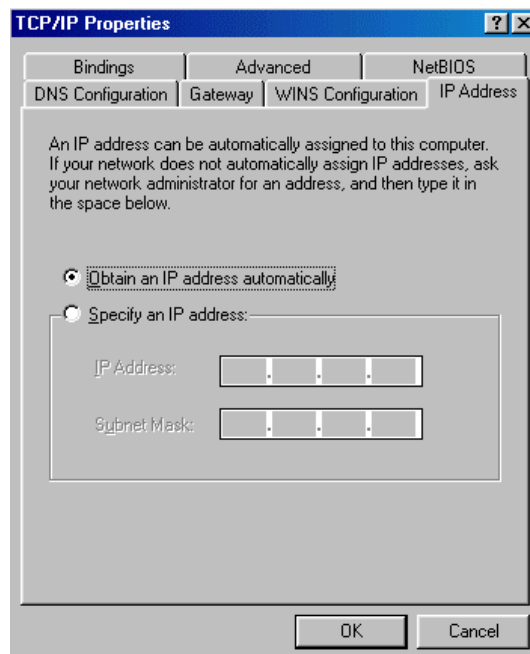 TCP/IP Properties
Bindings
Advanced
NetBIOS
DNS Configuration
Gateway
WINS Configuration
IP Address
An IP address can be automatically assigned to this computer.
If your network does not automatically assign IP addresses, ask
your network administrator for an address, and then type it in
the space below.
Obtain an IP address automatically
Specify an IP address:
IP Address:
Subnet Mask:
OK
Cancel